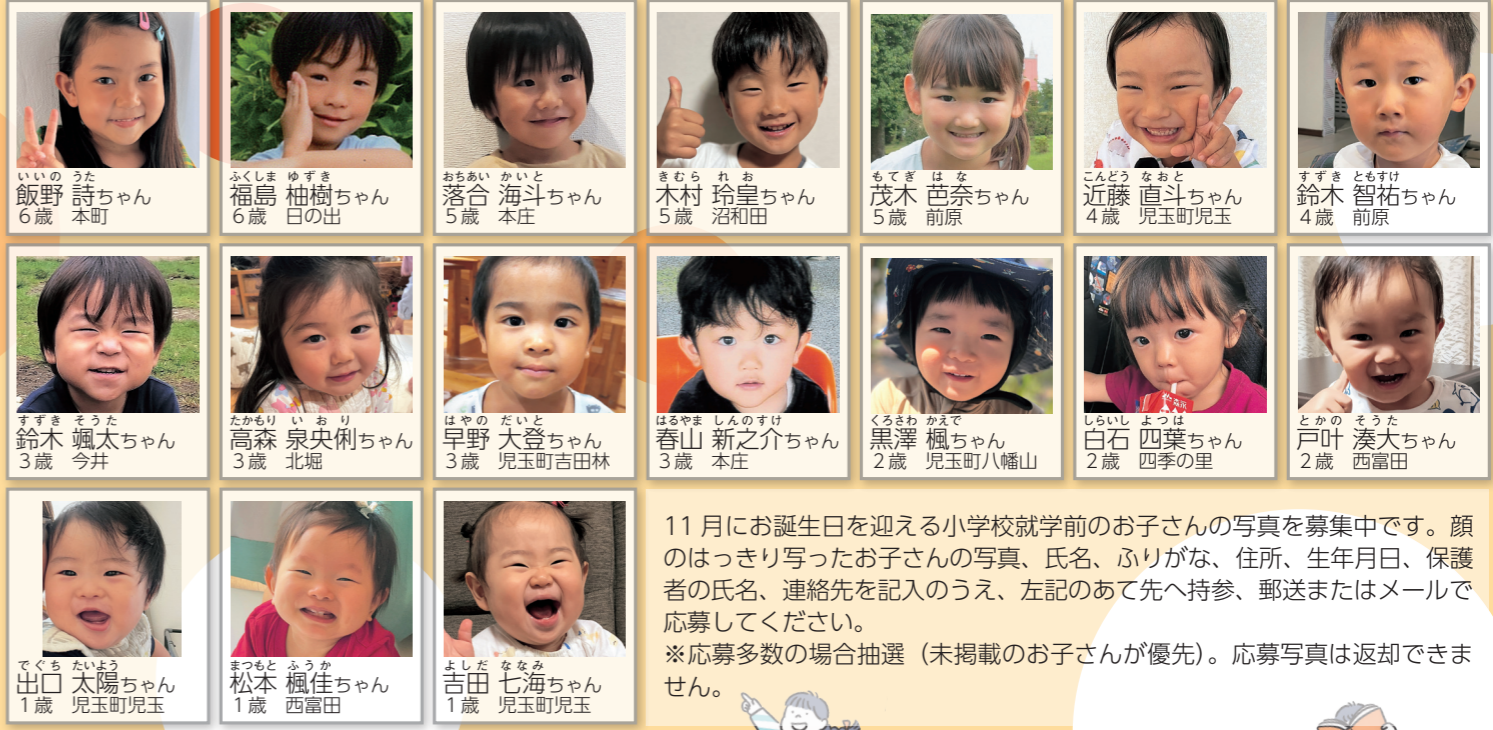 いいの うた
飯野 詩ちゃん
6歳 本町
ふくしま ゆずき
福島 柚樹ちゃん
6歳 日の出
おちあい かいと
落合 海斗ちゃん
5歳 本庄
きむら れお
木村 玲皇ちゃん
5歳 沼和田
もてぎ はな
茂木 芭奈ちゃん
5歳 前原
こんどう なおと
近藤 直斗ちゃん
4歳 児玉町児玉
すずき ともすけ
鈴木 智祐ちゃん
4歳 前原
すずき そうた
鈴木 颯太ちゃん
3歳 今井
たかもり いおり
高森 泉央俐ちゃん
3歳 北堀
はやの だいと
早野 大登ちゃん
3歳 児玉町吉田林
はるやま しんのすけ
春山 新之介ちゃん
3歳 本庄
くろさわ かえで
黒澤 楓ちゃん
2歳 児玉町八幡山
しらいし よつは
白石 四葉ちゃん
2歳 四季の里
とかの そうた
戸叶 湊大ちゃん
2歳 西富田
でぐち たいよう
出口 太陽ちゃん
1歳 児玉町児玉
まつもと ふうか
松本 楓佳ちゃん
1歳 西富田
よしだ ななみ
吉田 七海ちゃん
1歳 児玉町児玉
11月にお誕生日を迎える小学校就学前のお子さんの写真を募集中です。顔
のはっきり写ったお子さんの写真、氏名、ふりがな、住所、生年月日、保護
者の氏名、連絡先を記入のうえ、左記のあて先へ持参、郵送またはメールで
応募してください。
※応募多数の場合抽選（未掲載のお子さんが優先）。応募写真は返却できま
せん。